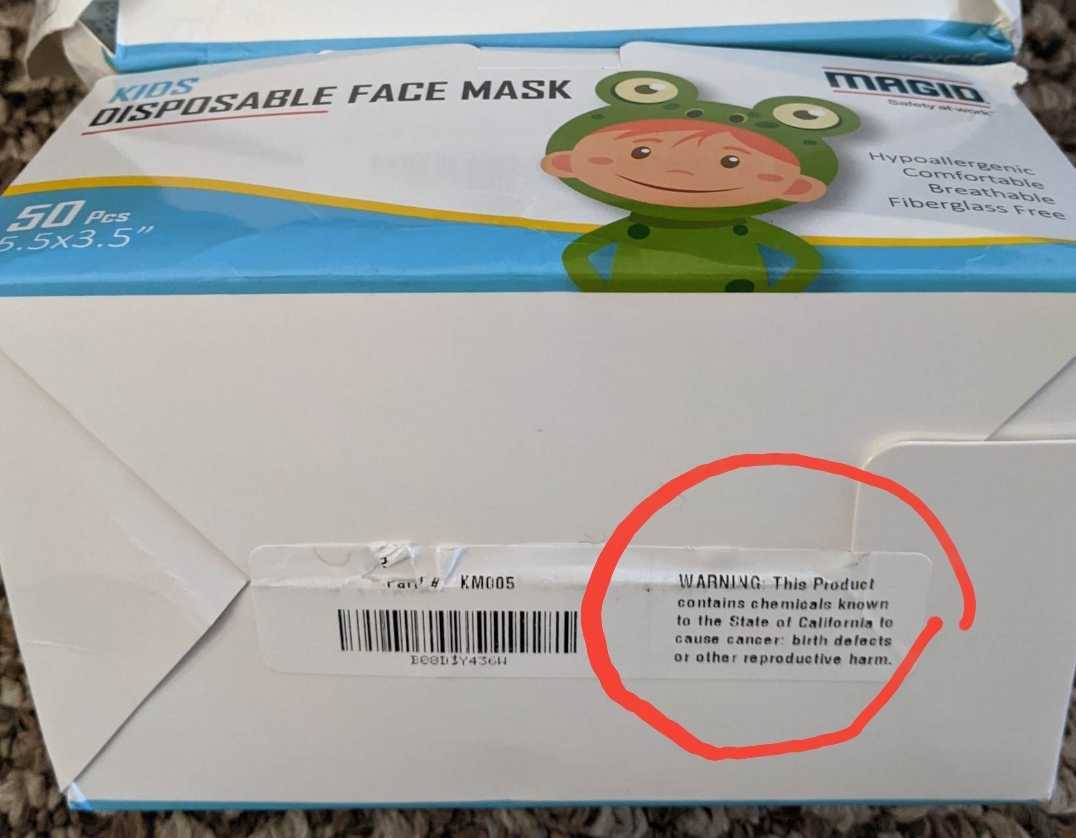 KIDS
DISPOSABLE FACE MASK
MAGID
Safety at work
Hypoallergenic
Comfortable
Breathable
Fiberglass Free
50 Pcs
5.5x3.5”
Part # KM005
WARNING: This Product
contains chemicals known
to the State of California to
cause cancer: birth defects
or other reproductive harm.